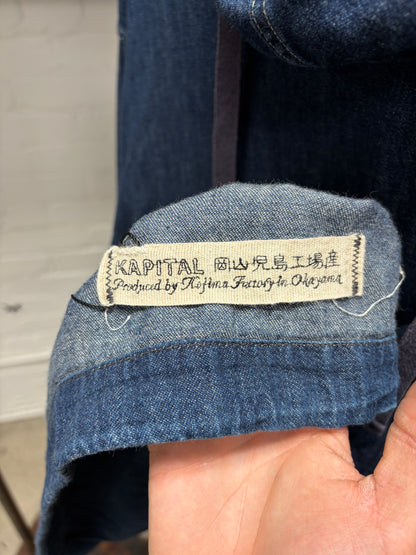 KAPITAL 岡山児島工場産
Produced by Kojima Factory in Okayama